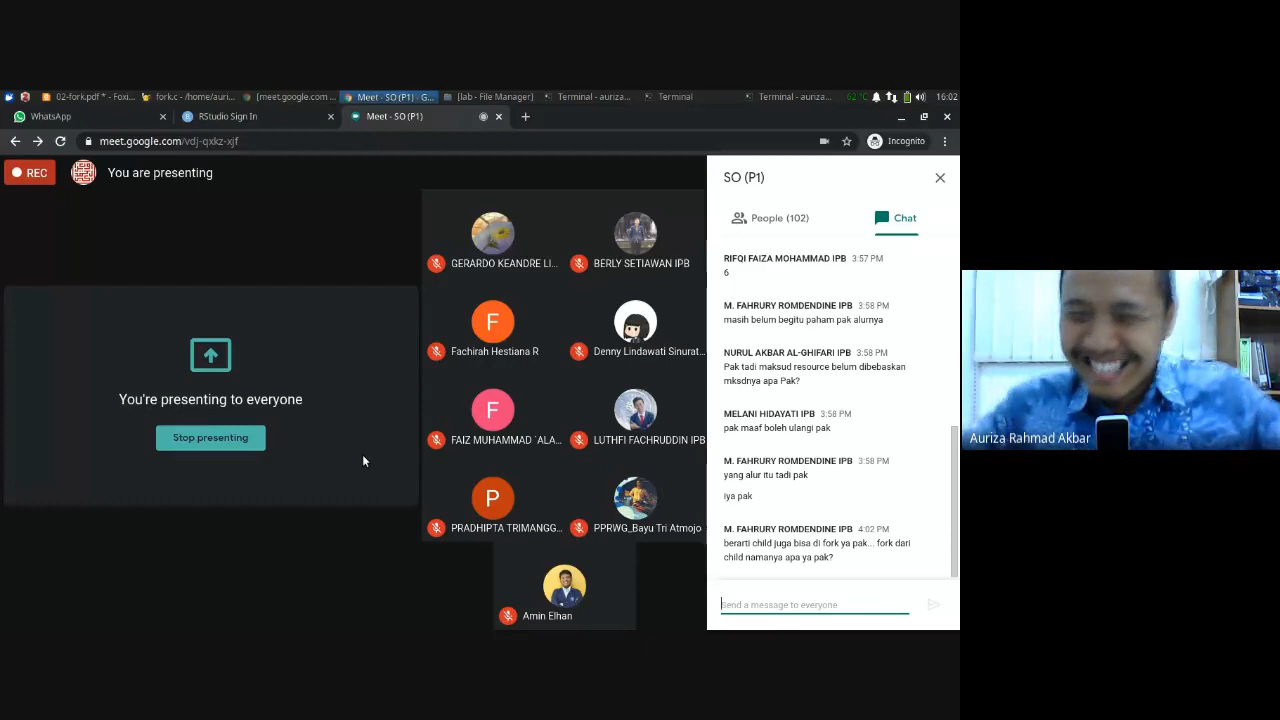 02-fork.pdf * - Foxi...
fork.c - /home/auri...
[meet.google.com ...
Meet - SO (P1) - G...
[lab - File Manager]
Terminal - auriza...
Terminal
Terminal - auriza...
62 °C
16:02
WhatsApp
RStudio Sign In
Meet - SO (P1)
meet.google.com/vdj-qxkz-xjf
Incognito
REC
You are presenting
You're presenting to everyone
Stop presenting
GERARDO KEANDRE LI...
BERLY SETIAWAN IPB
F
Fachirah Hestiana R
Denny Lindawati Sinurat...
F
FAIZ MUHAMMAD `ALA...
LUTHFI FACHRUDDIN IPB
P
PRADHIPTA TRIMANGG...
PPRWG_Bayu Tri Atmojo
Amin Elhan
SO (P1)
People (102)
Chat
RIFQI FAIZA MOHAMMAD IPB 3:57 PM
6
M. FAHRURY ROMDENDINE IPB 3:58 PM
masih belum begitu paham pak alurnya
NURUL AKBAR AL-GHIFARI IPB 3:58 PM
Pak tadi maksud resource belum dibebaskan
mksdnya apa Pak?
MELANI HIDAYATI IPB 3:58 PM
pak maaf boleh ulangi pak
M. FAHRURY ROMDENDINE IPB 3:58 PM
yang alur itu tadi pak
iya pak
M. FAHRURY ROMDENDINE IPB 4:02 PM
berarti child juga bisa di fork ya pak... fork dari
child namanya apa ya pak?
Send a message to everyone
Auriza Rahmad Akbar